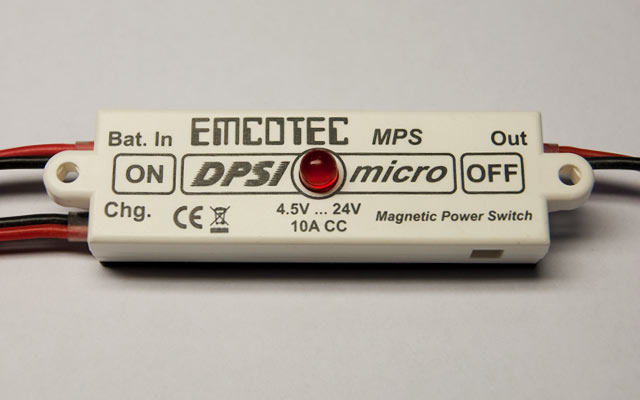 Bat. In EMCOTEC MPS Out
ON DPSI micro OFF
Chg. CE 4.5V ... 24V Magnetic Power Switch
10A CC